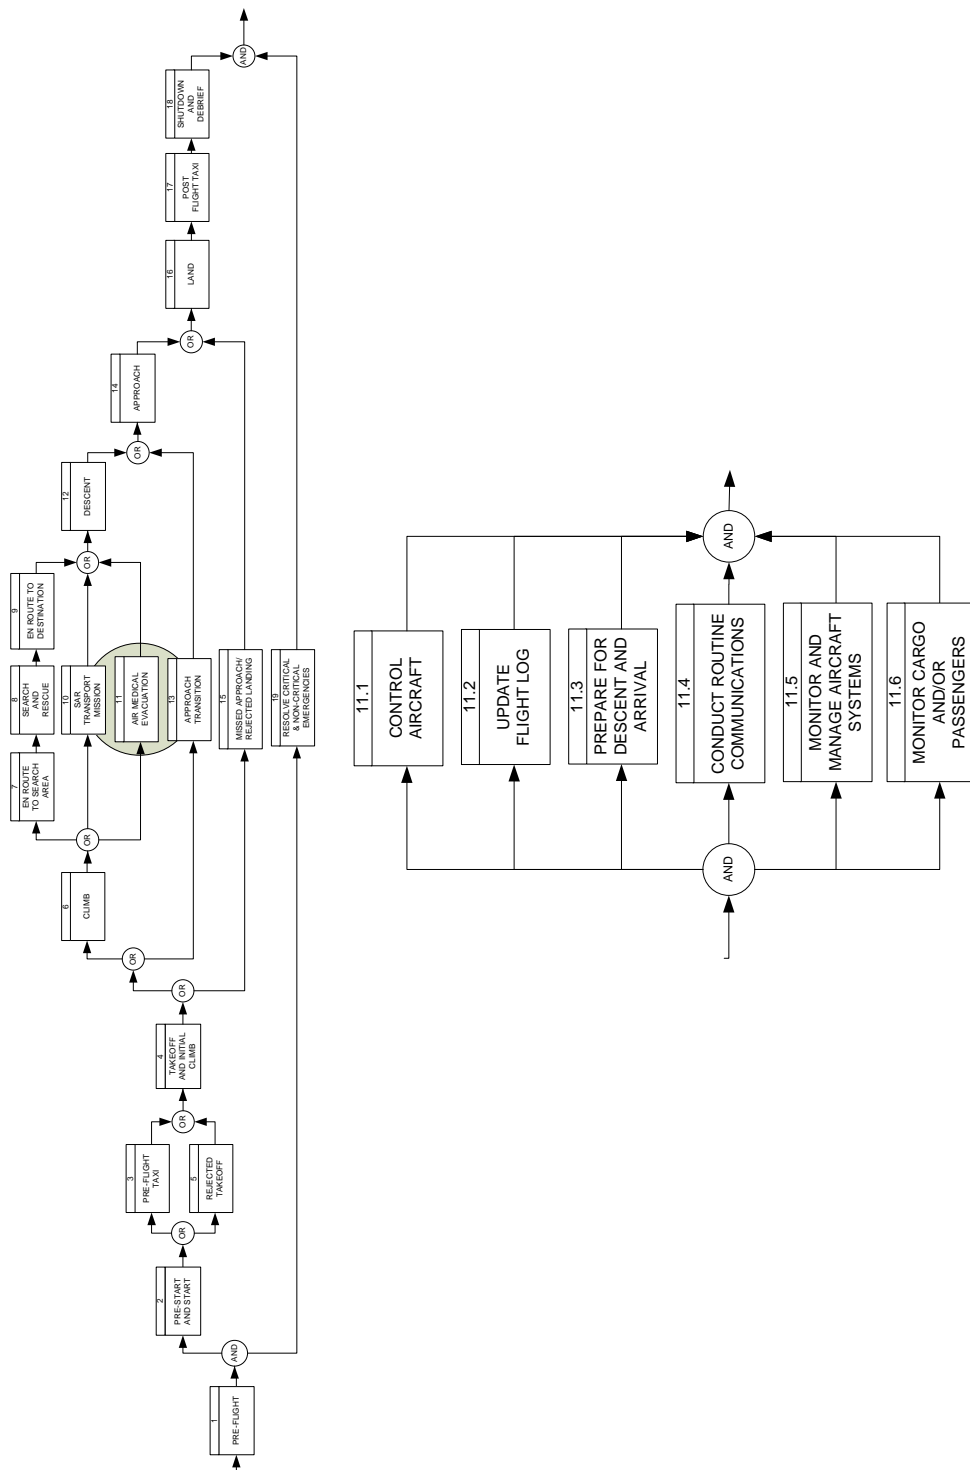 1
PRE-FLIGHT
AND
2
PRE-START
AND START
OR
3
PRE-FLIGHT
TAXI
5
REJECTED
TAKEOFF
OR
4
TAKEOFF
AND INITIAL
CLIMB
OR
OR
6
CLIMB
OR
7
EN ROUTE
TO SEARCH
AREA
8
SEARCH
AND
RESCUE
9
EN ROUTE TO
DESTINATION
10
SAR
TRANSPORT
MISSION
11
AIR MEDICAL
EVACUATION
13
APPROACH
TRANSITION
15
MISSED APPROACH/
REJECTED LANDING
19
RESOLVE CRITICAL
& NON-CRITICAL
EMERGENCIES
OR
12
DESCENT
OR
14
APPROACH
OR
16
LAND
17
POST
FLIGHT TAXI
18
SHUTDOWN
AND
DEBRIEF
AND
AND
11.1
CONTROL
AIRCRAFT
11.2
UPDATE
FLIGHT LOG
11.3
PREPARE FOR
DESCENT AND
ARRIVAL
11.4
CONDUCT ROUTINE
COMMUNICATIONS
11.5
MONITOR AND
MANAGE AIRCRAFT
SYSTEMS
11.6
MONITOR CARGO
AND/OR
PASSENGERS
AND